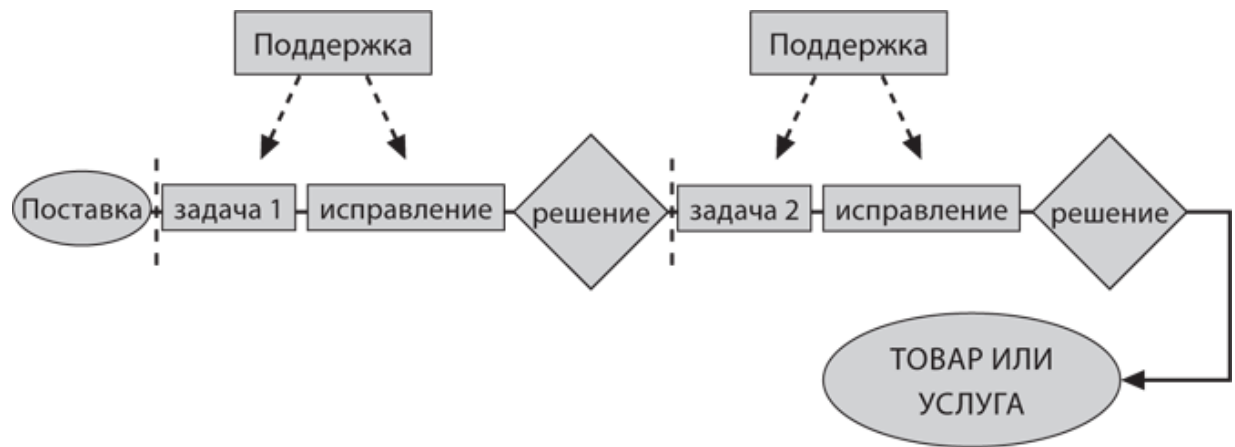 Поддержка
Поддержка
Поставка
задача 1
исправление
решение
задача 2
исправление
решение
ТОВАР ИЛИ
УСЛУГА